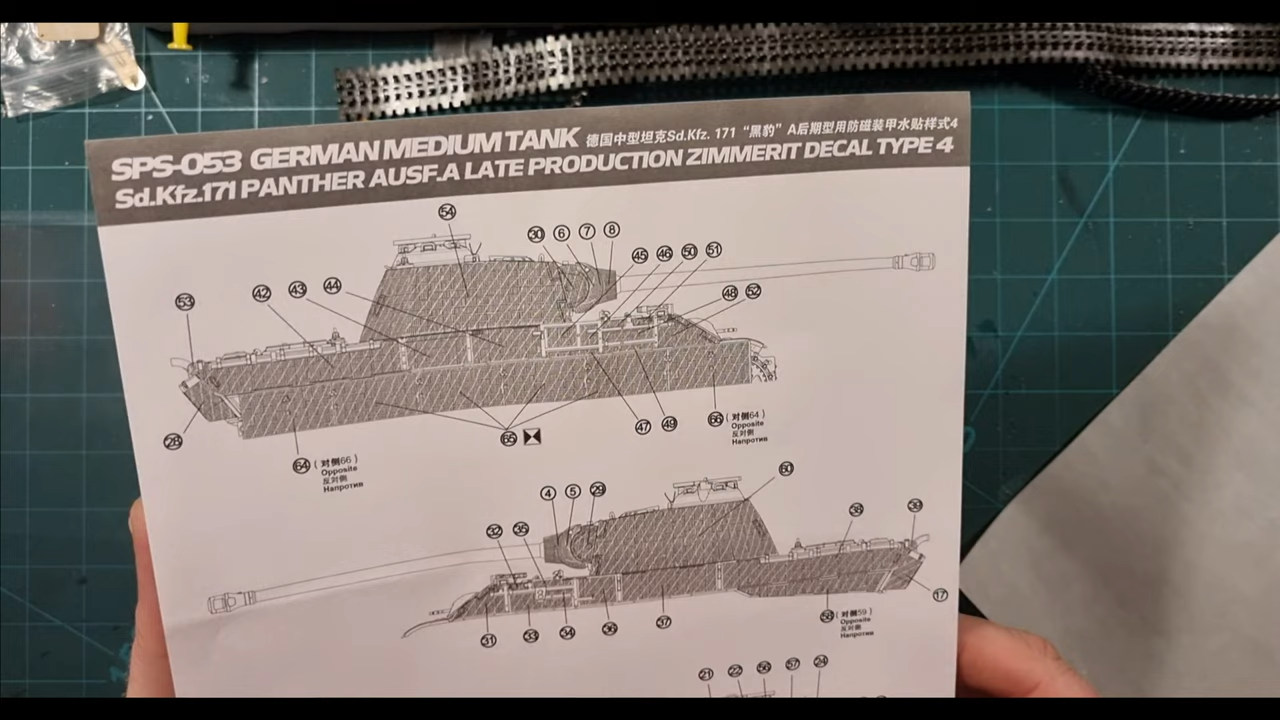 SPS-053 GERMAN MEDIUM TANK 德国中型坦克Sd.Kfz. 171 “黑豹” A后期型用防磁装甲水贴样式4
Sd.Kfz.171 PANTHER AUSF.A LATE PRODUCTION ZIMMERIT DECAL TYPE 4
54
30 6 7 8
45 46 50 51
53 42 43 44
48 52
28
65
47 49
66 (对侧64)
Opposite
反対側
Напротив
64 (对侧66)
Opposite
反対側
Напротив
60
4 5 29
32 35
38 39
17
31 33 34 36 37
58 (对侧59)
Opposite
反対側
Напротив
21 22 56 57 24